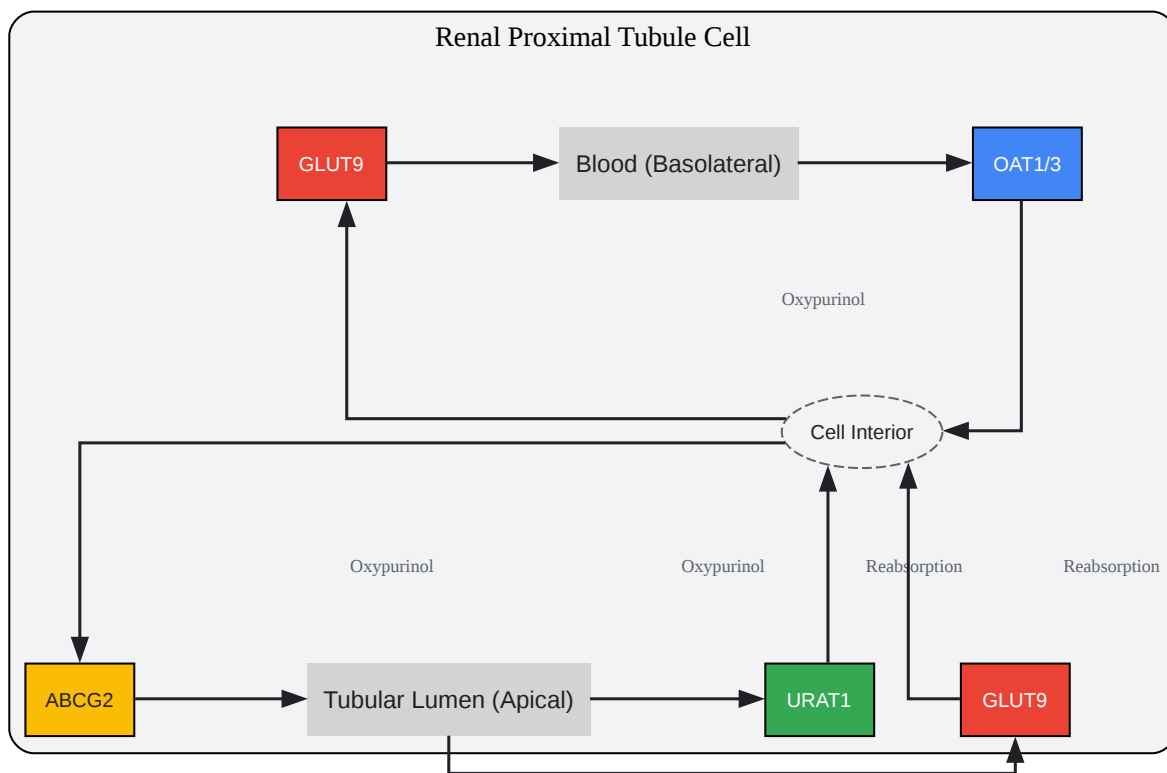 Renal Proximal Tubule Cell
GLUT9
Blood (Basolateral)
OAT1/3
Oxypurinol
Cell Interior
Oxypurinol
Oxypurinol
Reabsorption
Reabsorption
ABCG2
Tubular Lumen (Apical)
URAT1
GLUT9